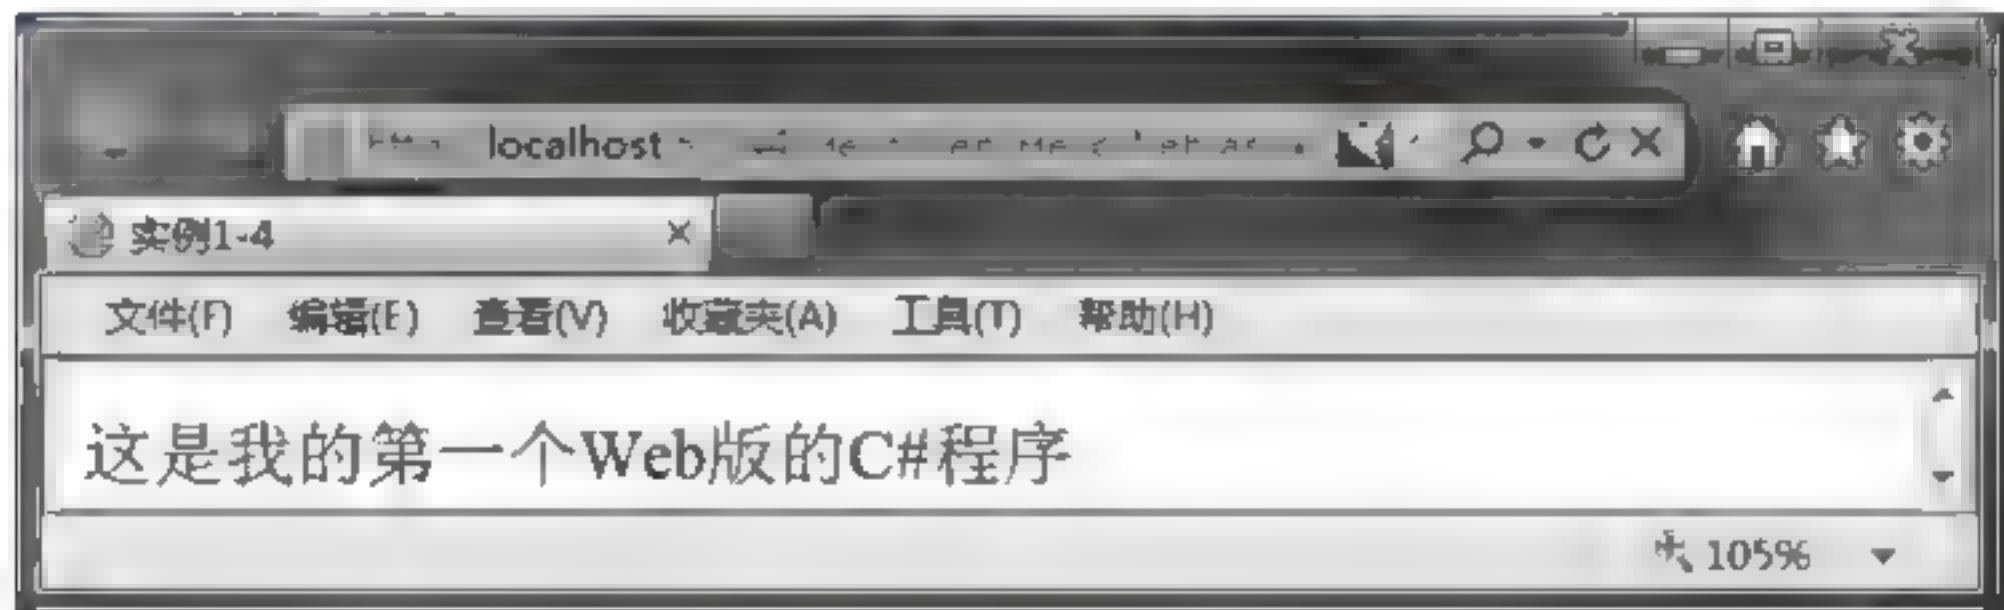 localhost
实例1-4
文件(F) 编辑(E) 查看(V) 收藏夹(A) 工具(T) 帮助(H)
这是我的第一个Web版的C#程序
105%